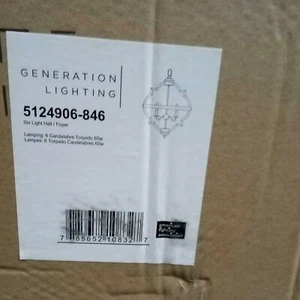 GENERATION
LIGHTING
5124906-846
Six Light Hall / Foyer
Lamping: 6 Candelabra Torpedo 60w
Lampes: 6 Torpedo Candelabres 60w
7 85652 10832 7